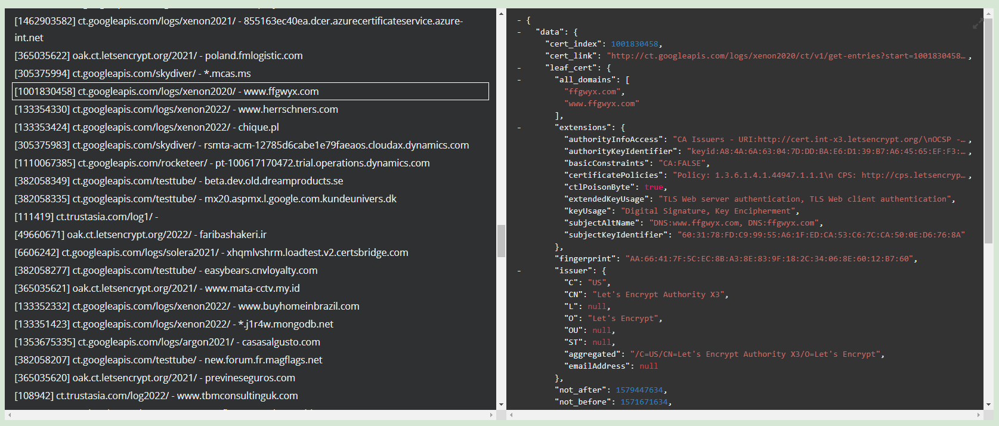 [1462903582] ct.googleapis.com/logs/xenon2021/ - 855163ec40ea.dcer.azurecertificateservice.azure-
int.net
[365035622] oak.ct.letsencrypt.org/2021/ - poland.fmlogistic.com
[305375994] ct.googleapis.com/skydiver/ - *.mcas.ms
[1001830458] ct.googleapis.com/logs/xenon2020/ - www.ffgwyx.com
[133354330] ct.googleapis.com/logs/xenon2022/ - www.herrschners.com
[133353424] ct.googleapis.com/logs/xenon2022/ - chique.pl
[305375983] ct.googleapis.com/skydiver/ - rsmta-acm-12785d6cabe1e79faeaos.cloudax.dynamics.com
[1110067385] ct.googleapis.com/rocketeer/ - pt-100617170472.trial.operations.dynamics.com
[382058349] ct.googleapis.com/testtube/ - beta.dev.old.dreamproducts.se
[382058335] ct.googleapis.com/testtube/ - mx20.aspmx.l.google.com.kundeunivers.dk
[111419] ct.trustasia.com/log1/ -
[49660671] oak.ct.letsencrypt.org/2022/ - faribashakeri.ir
[6606242] ct.googleapis.com/logs/solera2021/ - xhqmlvshrm.loadtest.v2.certsbridge.com
[382058277] ct.googleapis.com/testtube/ - easybears.cnvloyalty.com
[365035621] oak.ct.letsencrypt.org/2021/ - www.mata-cctv.my.id
[133352332] ct.googleapis.com/logs/xenon2022/ - www.buyhomeinbrazil.com
[133351423] ct.googleapis.com/logs/xenon2022/ - *.j1r4w.mongodb.net
[1353675335] ct.googleapis.com/logs/argon2021/ - casasalgusto.com
[382058207] ct.googleapis.com/testtube/ - new.forum.fr.magflags.net
[365035620] oak.ct.letsencrypt.org/2021/ - previneseguros.com
[108942] ct.trustasia.com/log2022/ - www.tbmconsultinguk.com
- {
- "data": {
"cert_index": 1001830458,
"cert_link": "http://ct.googleapis.com/logs/xenon2020/ct/v1/get-entries?start=1001830458… ,
- "leaf_cert": {
- "all_domains": [
"ffgwyx.com",
"www.ffgwyx.com"
],
- "extensions": {
"authorityInfoAccess": "CA Issuers - URI:http://cert.int-x3.letsencrypt.org/\nOCSP -… ,
"authorityKeyIdentifier": "keyid:A8:4A:6A:63:04:7D:DD:BA:E6:D1:39:B7:A6:45:65:EF:F3:… ,
"basicConstraints": "CA:FALSE",
"certificatePolicies": "Policy: 1.3.6.1.4.1.44947.1.1.1\n CPS: http://cps.letsencryp… ,
"ctlPoisonByte": true,
"extendedKeyUsage": "TLS Web server authentication, TLS Web client authentication",
"keyUsage": "Digital Signature, Key Encipherment",
"subjectAltName": "DNS:www.ffgwyx.com, DNS:ffgwyx.com",
"subjectKeyIdentifier": "60:31:78:FD:C9:99:55:A6:1F:ED:CA:53:C6:7C:CA:50:0E:D6:76:8A"
},
"fingerprint": "AA:66:41:7F:5C:EC:8B:A3:8E:83:9F:18:2C:34:06:8E:60:12:B7:60",
- "issuer": {
"C": "US",
"CN": "Let's Encrypt Authority X3",
"L": null,
"O": "Let's Encrypt",
"OU": null,
"ST": null,
"aggregated": "/C=US/CN=Let's Encrypt Authority X3/O=Let's Encrypt",
"emailAddress": null
},
"not_after": 1579447634,
"not_before": 1571671634,